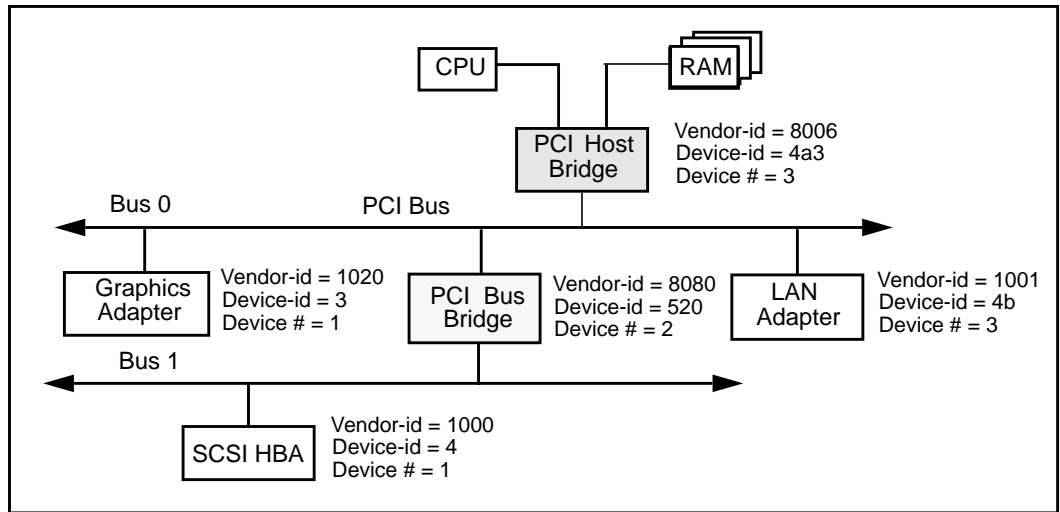 CPU
RAM
PCI Host
Bridge
Vendor-id = 8006
Device-id = 4a3
Device # = 3
Bus 0
PCI Bus
Graphics
Adapter
Vendor-id = 1020
Device-id = 3
Device # = 1
PCI Bus
Bridge
Vendor-id = 8080
Device-id = 520
Device # = 2
LAN
Adapter
Vendor-id = 1001
Device-id = 4b
Device # = 3
Bus 1
SCSI HBA
Vendor-id = 1000
Device-id = 4
Device # = 1